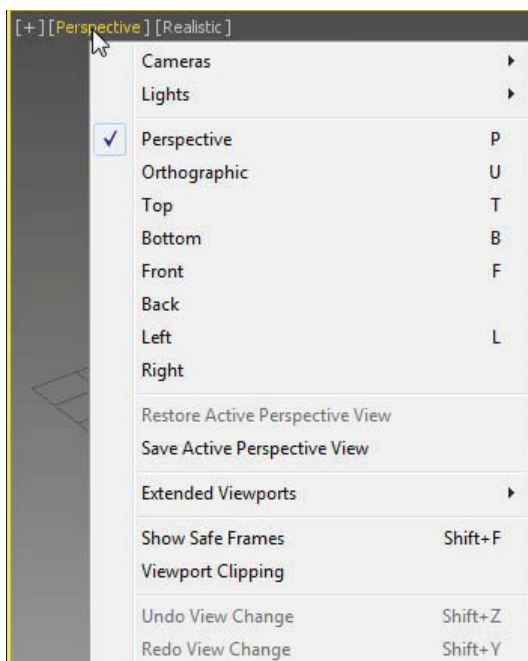 [+] [Perspective] [Realistic]
Cameras
Lights
Perspective P
Orthographic U
Top T
Bottom B
Front F
Back
Left L
Right
Restore Active Perspective View
Save Active Perspective View
Extended Viewports
Show Safe Frames Shift+F
Viewport Clipping
Undo View Change Shift+Z
Redo View Change Shift+Y